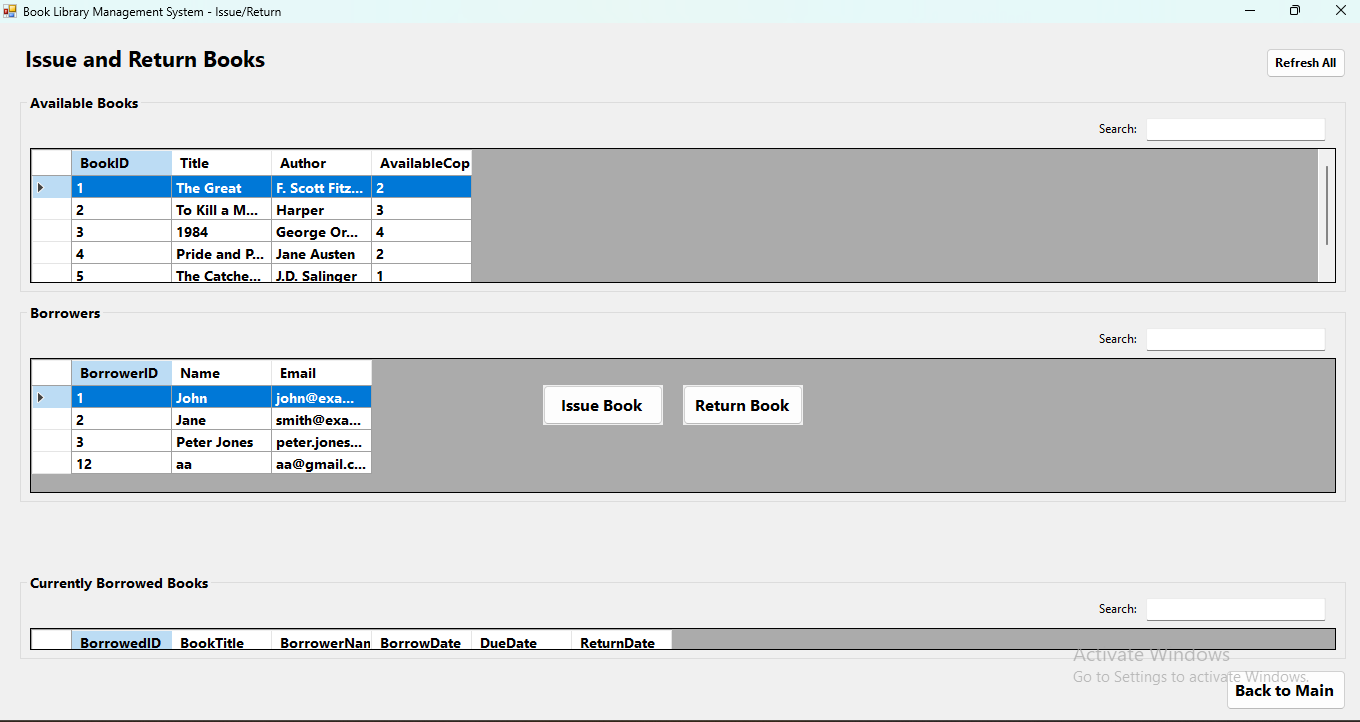 Book Library Management System - Issue/Return
Issue and Return Books
Refresh All
Available Books
Search:
BookID Title Author AvailableCop
1 The Great F. Scott Fitz... 2
2 To Kill a M... Harper 3
3 1984 George Or... 4
4 Pride and P... Jane Austen 2
5 The Catche... J.D. Salinger 1
Borrowers
Search:
BorrowerID Name Email
1 John john@exa...
2 Jane smith@exa...
3 Peter Jones peter.jones...
12 aa aa@gmail.c...
Issue Book Return Book
Currently Borrowed Books
Search:
BorrowedID BookTitle BorrowerNan BorrowDate DueDate ReturnDate
Activate Windows
Go to Settings to activate Windows.
Back to Main